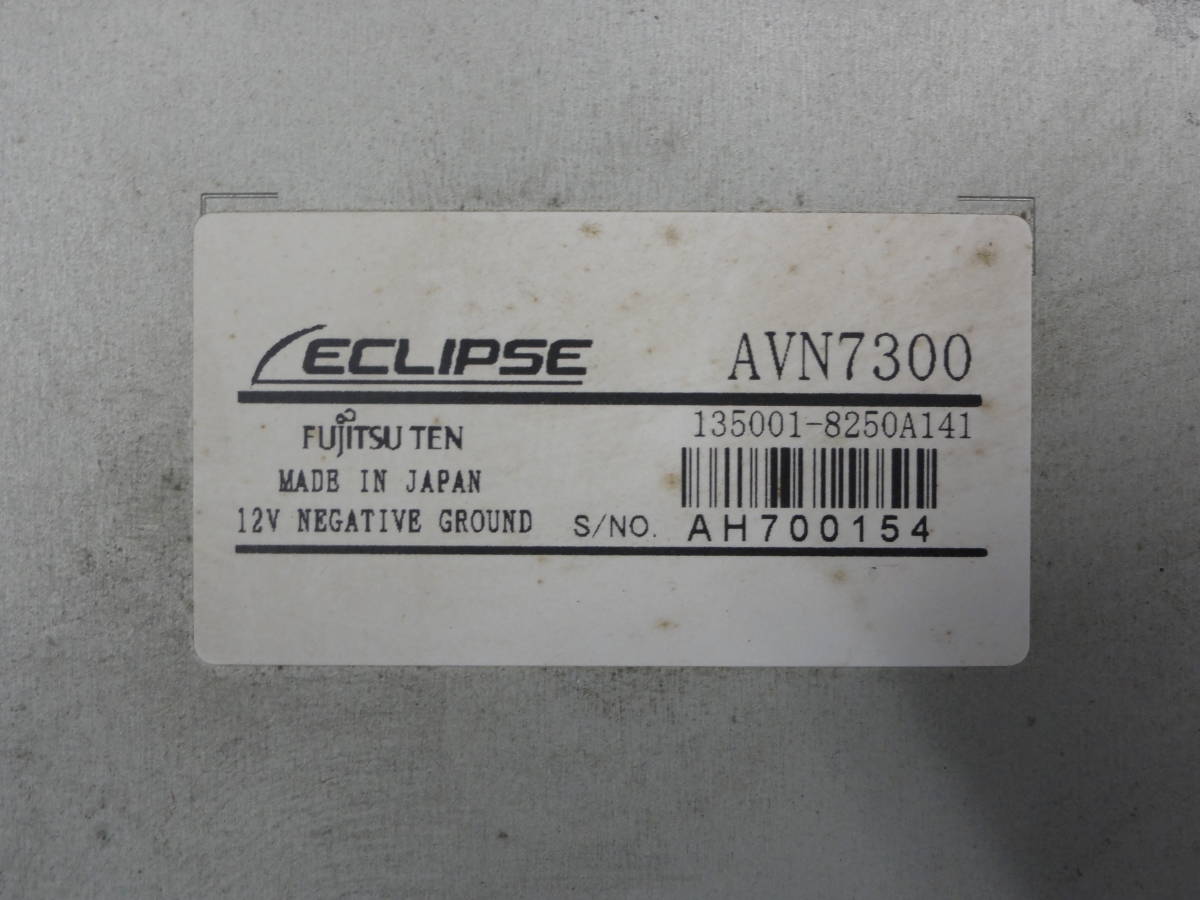 ECLIPSE AVN7300
FUJITSU TEN 135001-8250A141
MADE IN JAPAN
12V NEGATIVE GROUND S/NO. AH700154